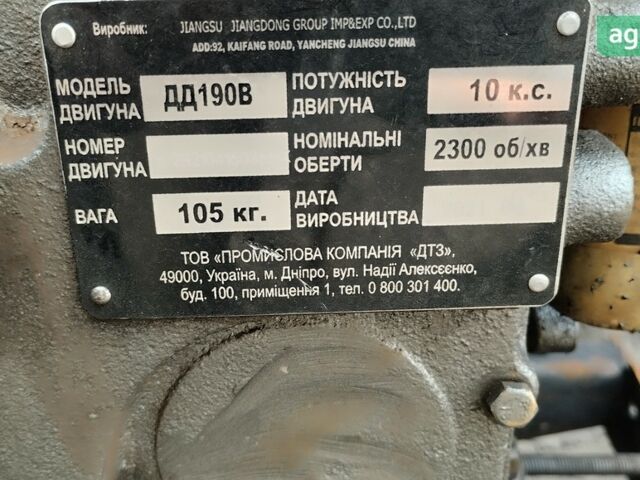 Виробник: JIANGSU JIANGDONG GROUP IMP&EXP CO.,LTD
ADD:92, KAIFANG ROAD, YANCHENG JIANGSU CHINA
ag
МОДЕЛЬ ДВИГУНА ДД190В
ПОТУЖНІСТЬ ДВИГУНА 10 к.с.
НОМЕР ДВИГУНА
НОМІНАЛЬНІ ОБЕРТИ 2300 об/хв
ВАГА 105 кг.
ДАТА ВИРОБНИЦТВА
ТОВ «ПРОМИСЛОВА КОМПАНІЯ «ДТЗ»,
49000, Україна, м. Дніпро, вул. Надії Алексєєнко,
буд. 100, приміщення 1, тел. 0 800 301 400.